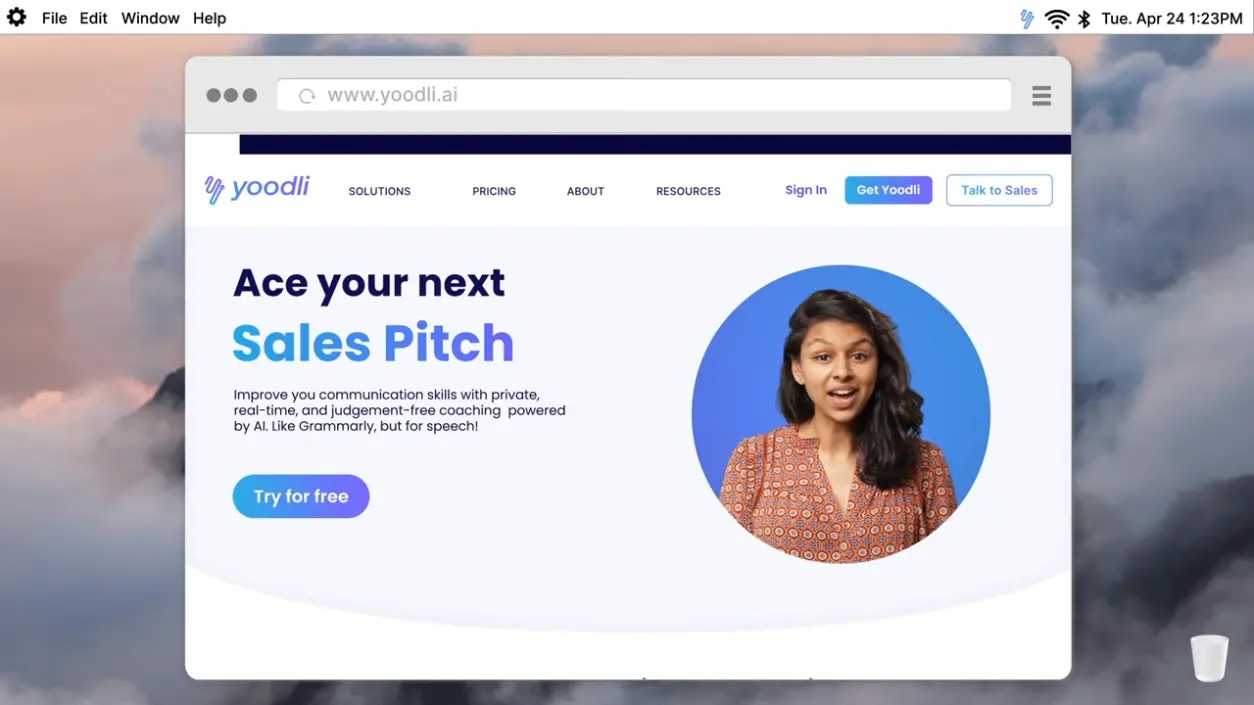 File Edit Window Help
Tue. Apr 24 1:23PM
www.yoodli.ai
yoodli
SOLUTIONS PRICING ABOUT RESOURCES
Sign In
Get Yoodli
Talk to Sales
Ace your next
Sales Pitch
Improve you communication skills with private,
real-time, and judgement-free coaching powered
by AI. Like Grammarly, but for speech!
Try for free